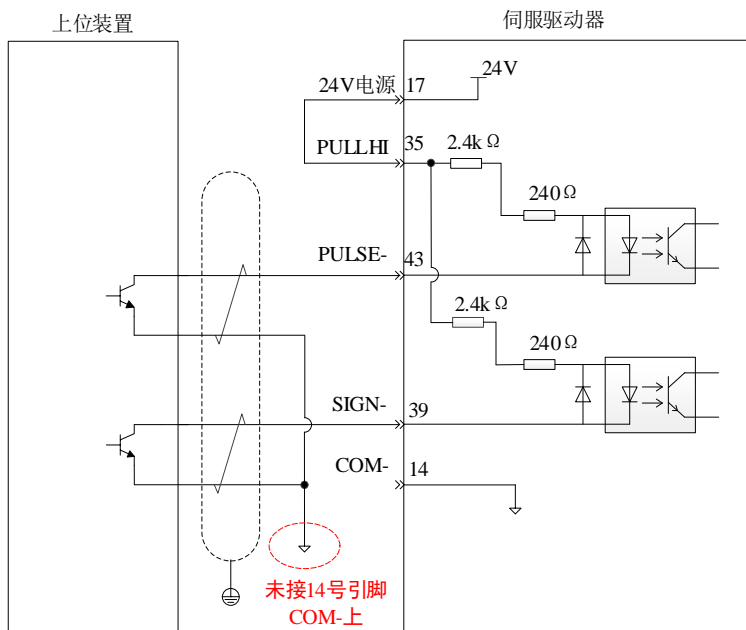 上位装置
伺服驱动器
24V电源
17
24V
PULLHI
35
2.4k Ω
240 Ω
PULSE-
43
2.4k Ω
240 Ω
SIGN-
39
COM-
14
未接14号引脚
COM-上